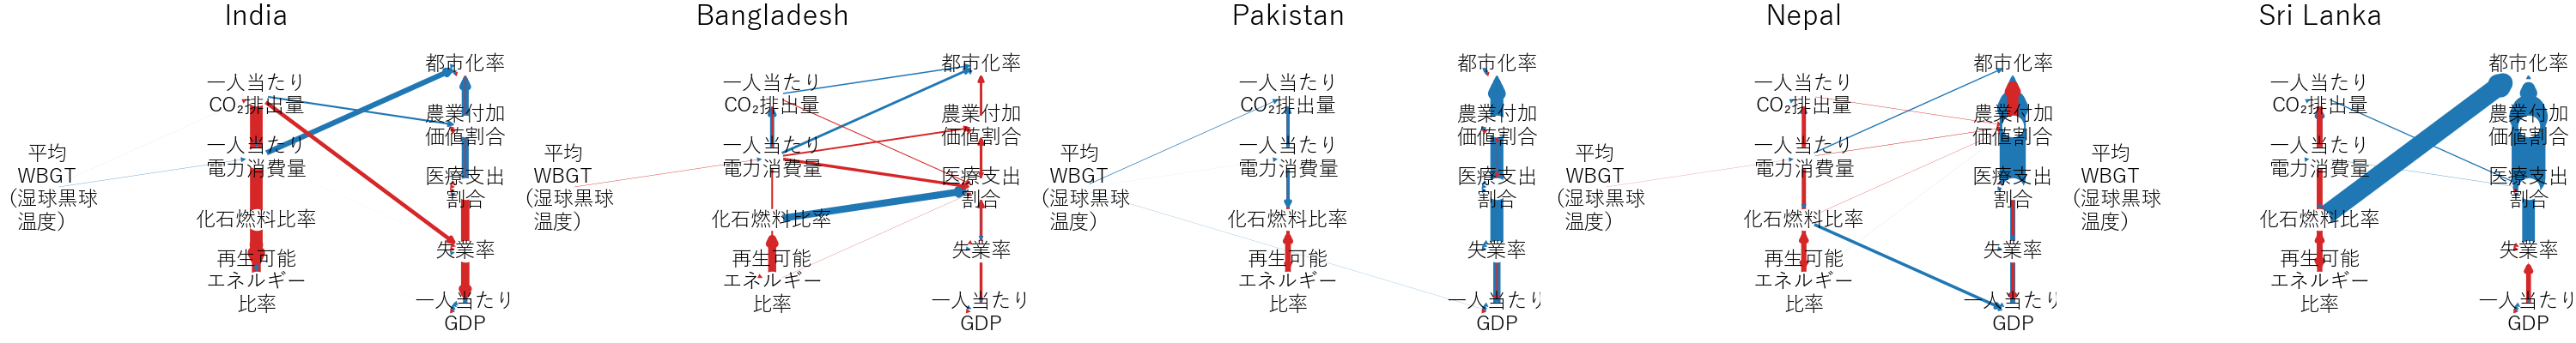 India
都市化率
一人当たり
CO₂排出量
農業付加
価値割合
一人当たり
電力消費量
平均
WBGT
（湿球黒球
温度）
医療支出
割合
化石燃料比率
失業率
再生可能
エネルギー
比率
一人当たり
GDP
Bangladesh
都市化率
一人当たり
CO₂排出量
農業付加
価値割合
一人当たり
電力消費量
平均
WBGT
（湿球黒球
温度）
医療支出
割合
化石燃料比率
失業率
再生可能
エネルギー
比率
一人当たり
GDP
Pakistan
都市化率
一人当たり
CO₂排出量
農業付加
価値割合
一人当たり
電力消費量
平均
WBGT
（湿球黒球
温度）
医療支出
割合
化石燃料比率
失業率
再生可能
エネルギー
比率
一人当たり
GDP
Nepal
都市化率
一人当たり
CO₂排出量
農業付加
価値割合
一人当たり
電力消費量
平均
WBGT
（湿球黒球
温度）
医療支出
割合
化石燃料比率
失業率
再生可能
エネルギー
比率
一人当たり
GDP
Sri Lanka
都市化率
一人当たり
CO₂排出量
農業付加
価値割合
一人当たり
電力消費量
平均
WBGT
（湿球黒球
温度）
医療支出
割合
化石燃料比率
失業率
再生可能
エネルギー
比率
一人当たり
GDP